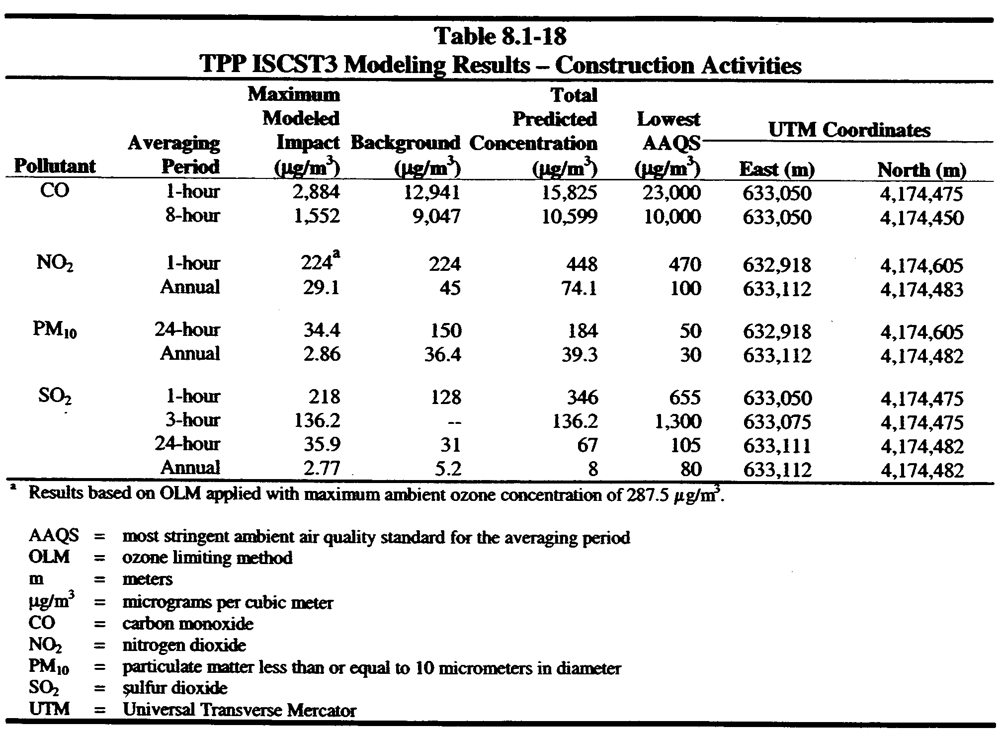 Table 8.1-18
TPP ISCST3 Modeling Results – Construction Activities
Pollutant Averaging Period Maximum Modeled Impact (µg/m³) Background (µg/m³) Total Predicted Concentration (µg/m³) Lowest AAQS (µg/m³) UTM Coordinates East (m) North (m)
CO 1-hour 2,884 12,941 15,825 23,000 633,050 4,174,475
8-hour 1,552 9,047 10,599 10,000 633,050 4,174,450
NO₂ 1-hour 224ª 224 448 470 632,918 4,174,605
Annual 29.1 45 74.1 100 633,112 4,174,483
PM₁₀ 24-hour 34.4 150 184 50 632,918 4,174,605
Annual 2.86 36.4 39.3 30 633,112 4,174,482
SO₂ 1-hour 218 128 346 655 633,050 4,174,475
3-hour 136.2 -- 136.2 1,300 633,075 4,174,475
24-hour 35.9 31 67 105 633,111 4,174,482
Annual 2.77 5.2 8 80 633,112 4,174,482
ª Results based on OLM applied with maximum ambient ozone concentration of 287.5 µg/m³.
AAQS = most stringent ambient air quality standard for the averaging period
OLM = ozone limiting method
m = meters
µg/m³ = micrograms per cubic meter
CO = carbon monoxide
NO₂ = nitrogen dioxide
PM₁₀ = particulate matter less than or equal to 10 micrometers in diameter
SO₂ = sulfur dioxide
UTM = Universal Transverse Mercator